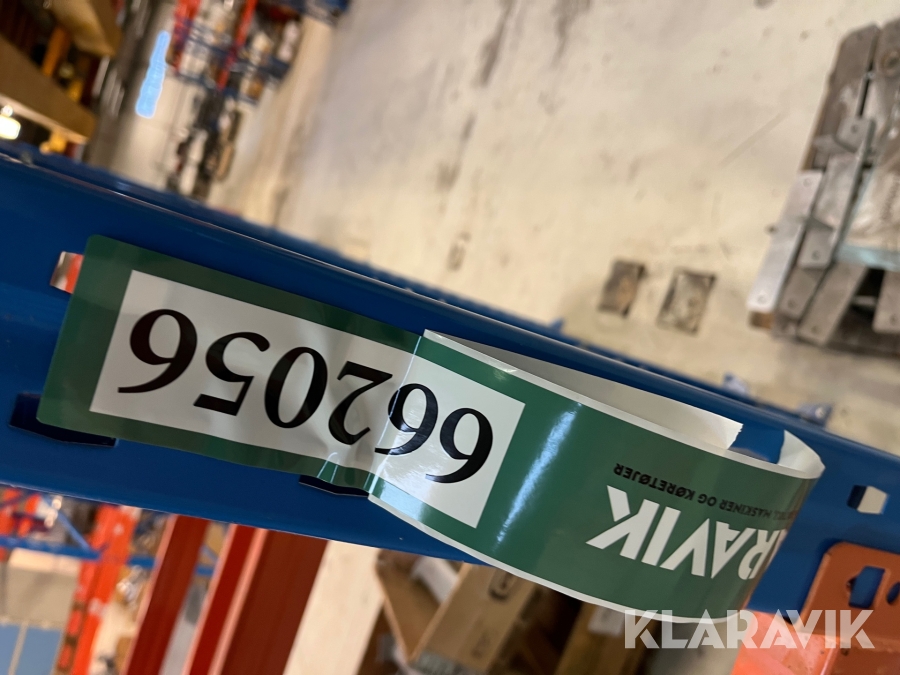 RAVIK
MASKINER OG KØRETØJER
662056
KLARAVIK